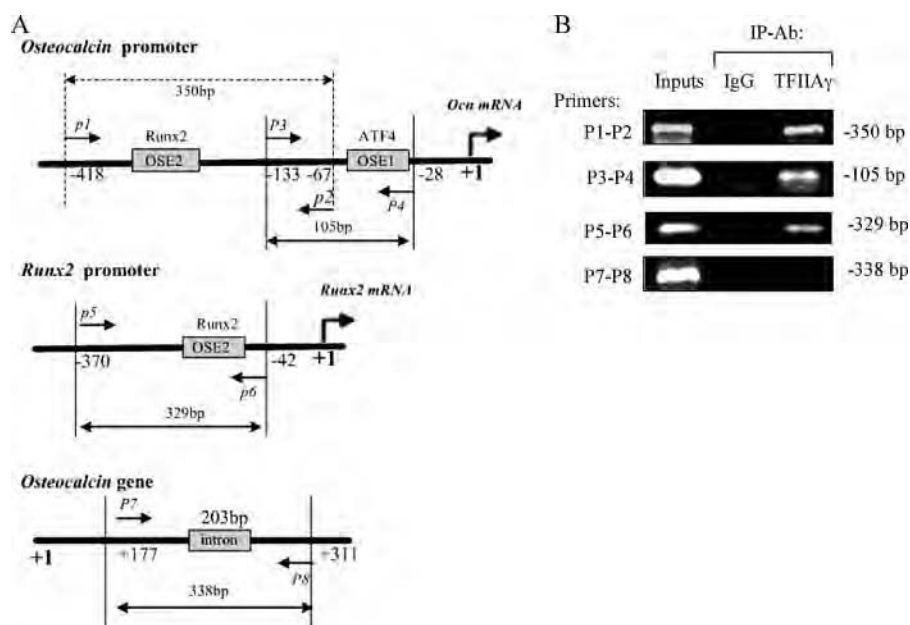 A
Osteocalcin promoter
350bp
p1
Runx2
P3
ATF4
Ocn mRNA
OSE2
OSE1
-418
-133
-67
-28
+1
p2
P4
105bp
Runx2 promoter
Runx2 mRNA
p5
Runx2
OSE2
-370
-42
+1
p6
329bp
Osteocalcin gene
P7
203bp
intron
+1
+177
+311
P8
338bp
B
IP-Ab:
Inputs IgG TFIIAγ
Primers:
P1-P2 -350 bp
P3-P4 -105 bp
P5-P6 -329 bp
P7-P8 -338 bp